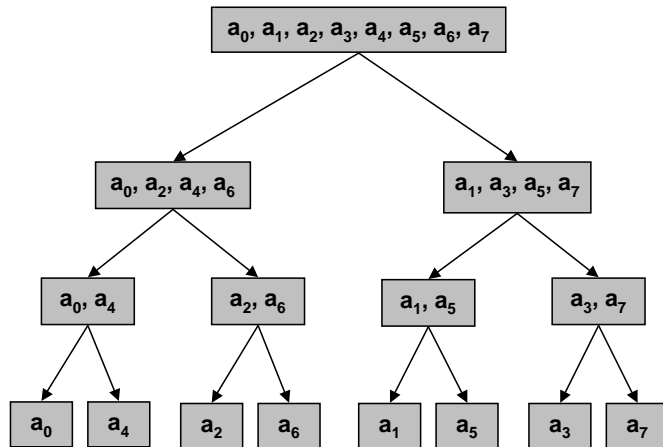 a₀, a₁, a₂, a₃, a₄, a₅, a₆, a₇
a₀, a₂, a₄, a₆
a₁, a₃, a₅, a₇
a₀, a₄
a₂, a₆
a₁, a₅
a₃, a₇
a₀
a₄
a₂
a₆
a₁
a₅
a₃
a₇